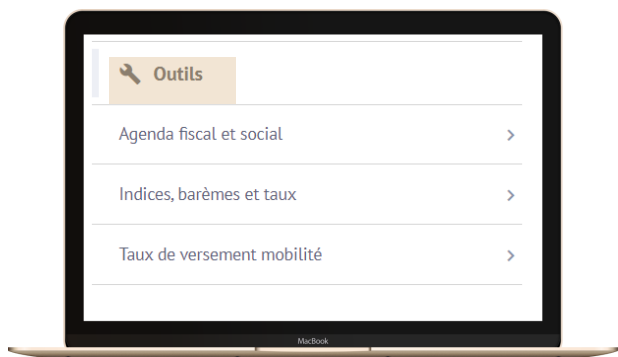 Outils
Agenda fiscal et social
Indices, barèmes et taux
Taux de versement mobilité
MacBook